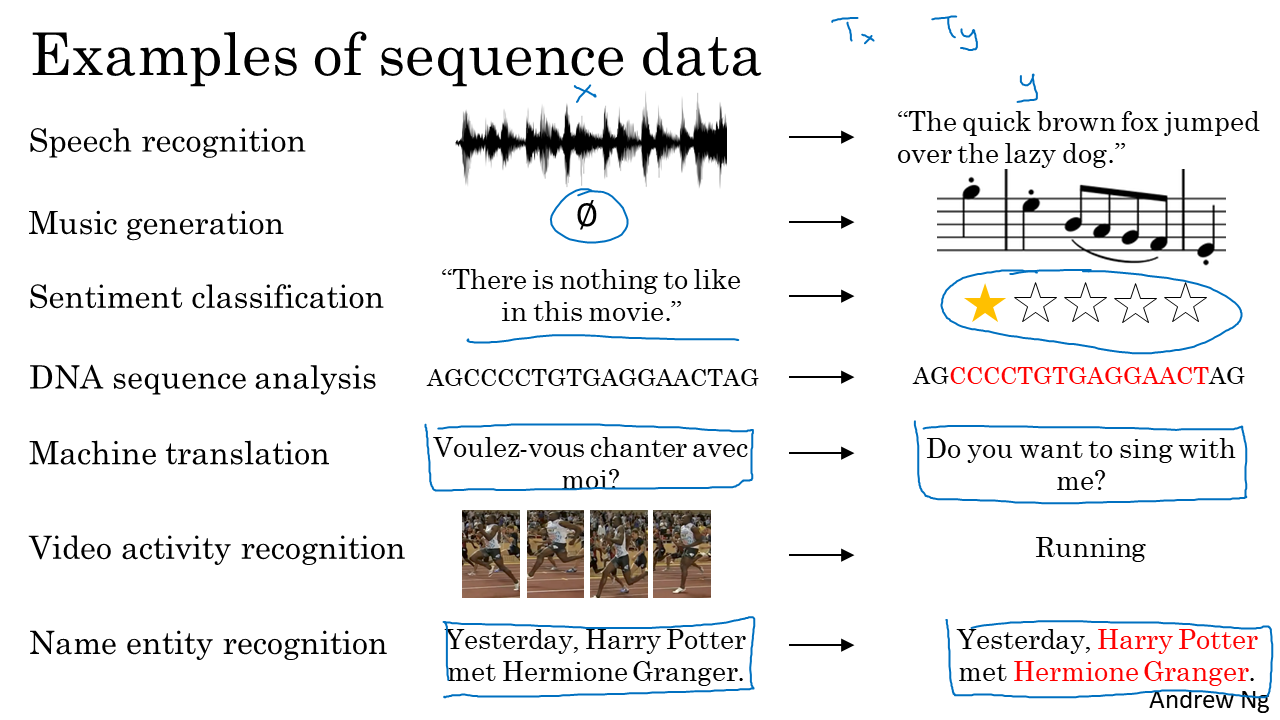 Tx Ty
Examples of sequence data
x
y
Speech recognition
“The quick brown fox jumped
over the lazy dog.”
Music generation
Ø
Sentiment classification
“There is nothing to like
in this movie.”
DNA sequence analysis
AGCCCCTGTGAGGAACTAG
AGCCCCTGTGAGGAACTAG
Machine translation
Voulez-vous chanter avec
moi?
Do you want to sing with
me?
Video activity recognition
Running
Name entity recognition
Yesterday, Harry Potter
met Hermione Granger.
Yesterday, Harry Potter
met Hermione Granger.
Andrew Ng